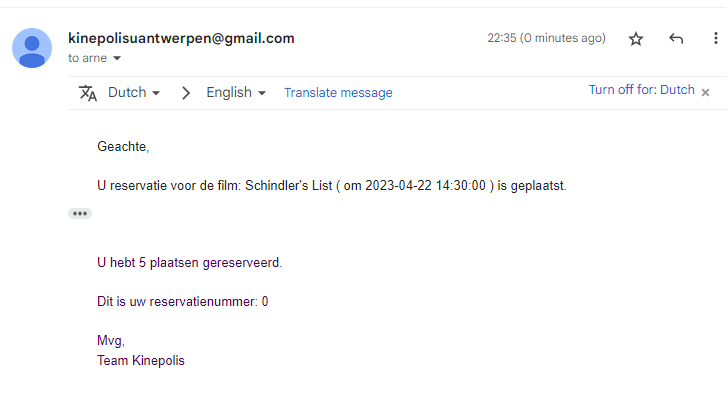 kinepolisuantwerpen@gmail.com
22:35 (0 minutes ago)
to arne
Dutch
English
Translate message
Turn off for: Dutch
Geachte,
U reservatie voor de film: Schindler's List ( om 2023-04-22 14:30:00 ) is geplaatst.
U hebt 5 plaatsen gereserveerd.
Dit is uw reservatienummer: 0
Mvg,
Team Kinepolis